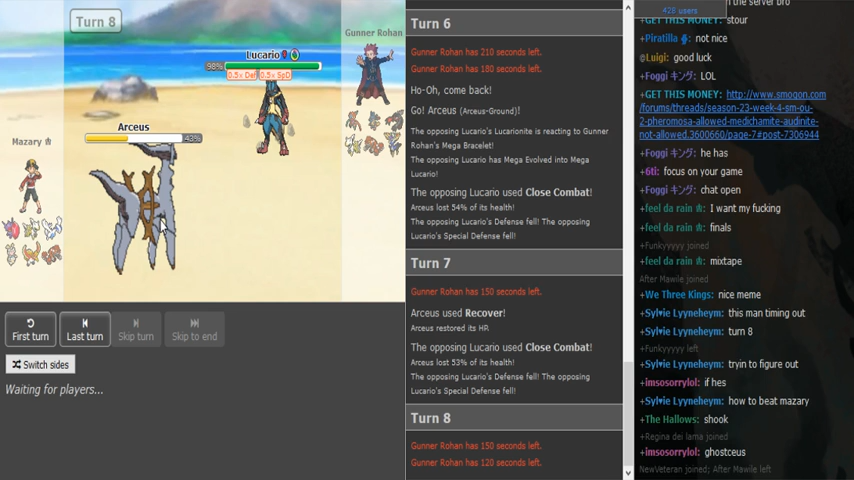 Turn 8
Gunner Rohan
Lucario
98%
0.5× Def
0.5× SpD
Arceus
43%
Mazary
First turn
Last turn
Skip turn
Skip to end
Switch sides
Waiting for players...
Turn 6
Gunner Rohan has 210 seconds left.
Gunner Rohan has 180 seconds left.
Ho-Oh, come back!
Go! Arceus (Arceus-Ground)!
The opposing Lucario's Lucarionite is reacting to Gunner
Rohan's Mega Bracelet!
The opposing Lucario has Mega Evolved into Mega
Lucario!
The opposing Lucario used Close Combat!
Arceus lost 54% of its health!
The opposing Lucario's Defense fell! The opposing
Lucario's Special Defense fell!
Turn 7
Gunner Rohan has 150 seconds left.
Arceus used Recover!
Arceus restored its HP.
The opposing Lucario used Close Combat!
Arceus lost 53% of its health!
The opposing Lucario's Defense fell! The opposing
Lucario's Special Defense fell!
Turn 8
Gunner Rohan has 150 seconds left.
Gunner Rohan has 120 seconds left.
428 users
n the server bro
+GET THIS MONEY: stour
+Piratilla: not nice
@Luigi: good luck
+Foggi キング: LOL
+GET THIS MONEY: http://www.smogon.com
/forums/threads/season-23-week-4-sm-ou-
2-pheromosa-allowed-medichamite-audinite-
not-allowed.3600660/page-7#post-7306944
+Foggi キング: he has
+6ti: focus on your game
+Foggi キング: chat open
+feel da rain: I want my fucking
+feel da rain: finals
+Funkyyyyy joined
+feel da rain: mixtape
After Mawile joined
+We Three Kings: nice meme
+Syl♥ie Lyyneheym: this man timing out
+Syl♥ie Lyyneheym: turn 8
+Funkyyyyy left
+Syl♥ie Lyyneheym: tryin to figure out
+imsosorrylol: if hes
+Syl♥ie Lyyneheym: how to beat mazary
+The Hallows: shook
+Regina dei lama joined
+imsosorrylol: ghostceus
NewVeteran joined; After Mawile left